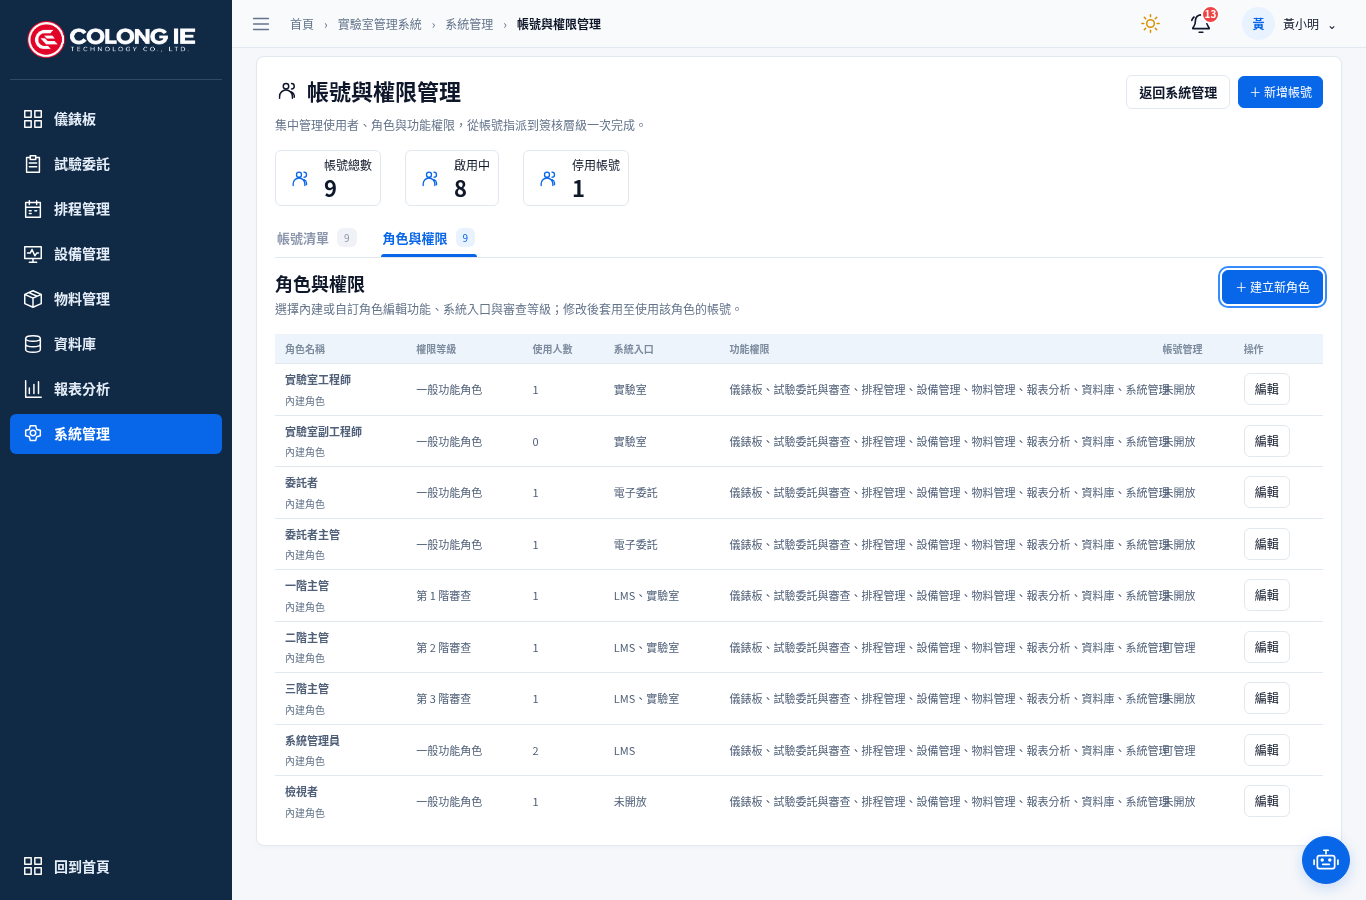 COLONG IE
TECHNOLOGY CO., LTD.
儀錶板
試驗委託
排程管理
設備管理
物料管理
資料庫
報表分析
系統管理
回到首頁
首頁 › 實驗室管理系統 › 系統管理 › 帳號與權限管理
13
黃 黃小明
帳號與權限管理
返回系統管理
+ 新增帳號
集中管理使用者、角色與功能權限，從帳號指派到簽核層級一次完成。
帳號總數
9
啟用中
8
停用帳號
1
帳號清單 9
角色與權限 9
角色與權限
+ 建立新角色
選擇內建或自訂角色編輯功能、系統入口與審查等級；修改後套用至使用該角色的帳號。
角色名稱 權限等級 使用人數 系統入口 功能權限 帳號管理 操作
實驗室工程師
內建角色
一般功能角色 1 實驗室 儀錶板、試驗委託與審查、排程管理、設備管理、物料管理、報表分析、資料庫、系統管理 未開放 編輯
實驗室副工程師
內建角色
一般功能角色 0 實驗室 儀錶板、試驗委託與審查、排程管理、設備管理、物料管理、報表分析、資料庫、系統管理 未開放 編輯
委託者
內建角色
一般功能角色 1 電子委託 儀錶板、試驗委託與審查、排程管理、設備管理、物料管理、報表分析、資料庫、系統管理 未開放 編輯
委託者主管
內建角色
一般功能角色 1 電子委託 儀錶板、試驗委託與審查、排程管理、設備管理、物料管理、報表分析、資料庫、系統管理 未開放 編輯
一階主管
內建角色
第 1 階審查 1 LMS、實驗室 儀錶板、試驗委託與審查、排程管理、設備管理、物料管理、報表分析、資料庫、系統管理 未開放 編輯
二階主管
內建角色
第 2 階審查 1 LMS、實驗室 儀錶板、試驗委託與審查、排程管理、設備管理、物料管理、報表分析、資料庫、系統管理 可管理 編輯
三階主管
內建角色
第 3 階審查 1 LMS、實驗室 儀錶板、試驗委託與審查、排程管理、設備管理、物料管理、報表分析、資料庫、系統管理 未開放 編輯
系統管理員
內建角色
一般功能角色 2 LMS 儀錶板、試驗委託與審查、排程管理、設備管理、物料管理、報表分析、資料庫、系統管理 可管理 編輯
檢視者
內建角色
一般功能角色 1 未開放 儀錶板、試驗委託與審查、排程管理、設備管理、物料管理、報表分析、資料庫、系統管理 未開放 編輯